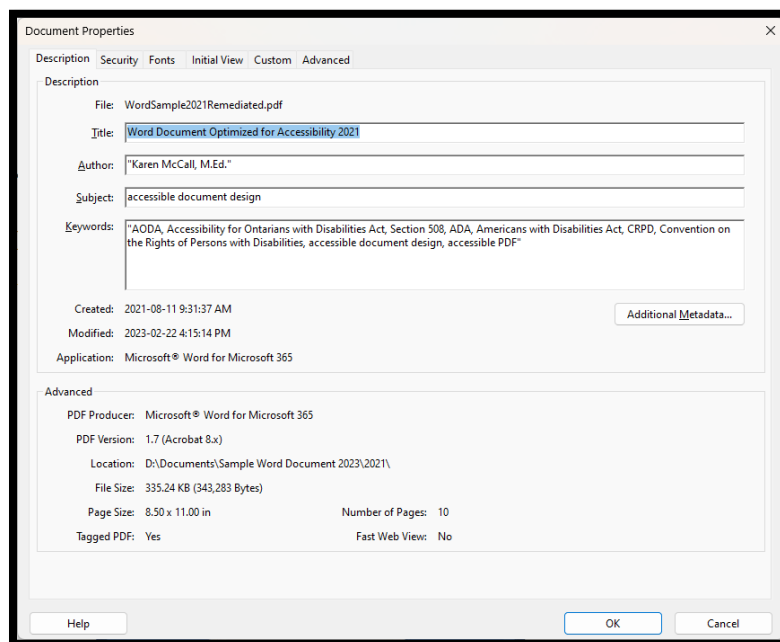 Document Properties
Description Security Fonts Initial View Custom Advanced
Description
File: WordSample2021Remediated.pdf
Title: Word Document Optimized for Accessibility 2021
Author: "Karen McCall, M.Ed."
Subject: accessible document design
Keywords: "AODA, Accessibility for Ontarians with Disabilities Act, Section 508, ADA, Americans with Disabilities Act, CRPD, Convention on
the Rights of Persons with Disabilities, accessible document design, accessible PDF"
Created: 2021-08-11 9:31:37 AM
Additional Metadata...
Modified: 2023-02-22 4:15:14 PM
Application: Microsoft® Word for Microsoft 365
Advanced
PDF Producer: Microsoft® Word for Microsoft 365
PDF Version: 1.7 (Acrobat 8.x)
Location: D:\Documents\Sample Word Document 2023\2021\
File Size: 335.24 KB (343,283 Bytes)
Page Size: 8.50 x 11.00 in Number of Pages: 10
Tagged PDF: Yes Fast Web View: No
Help OK Cancel